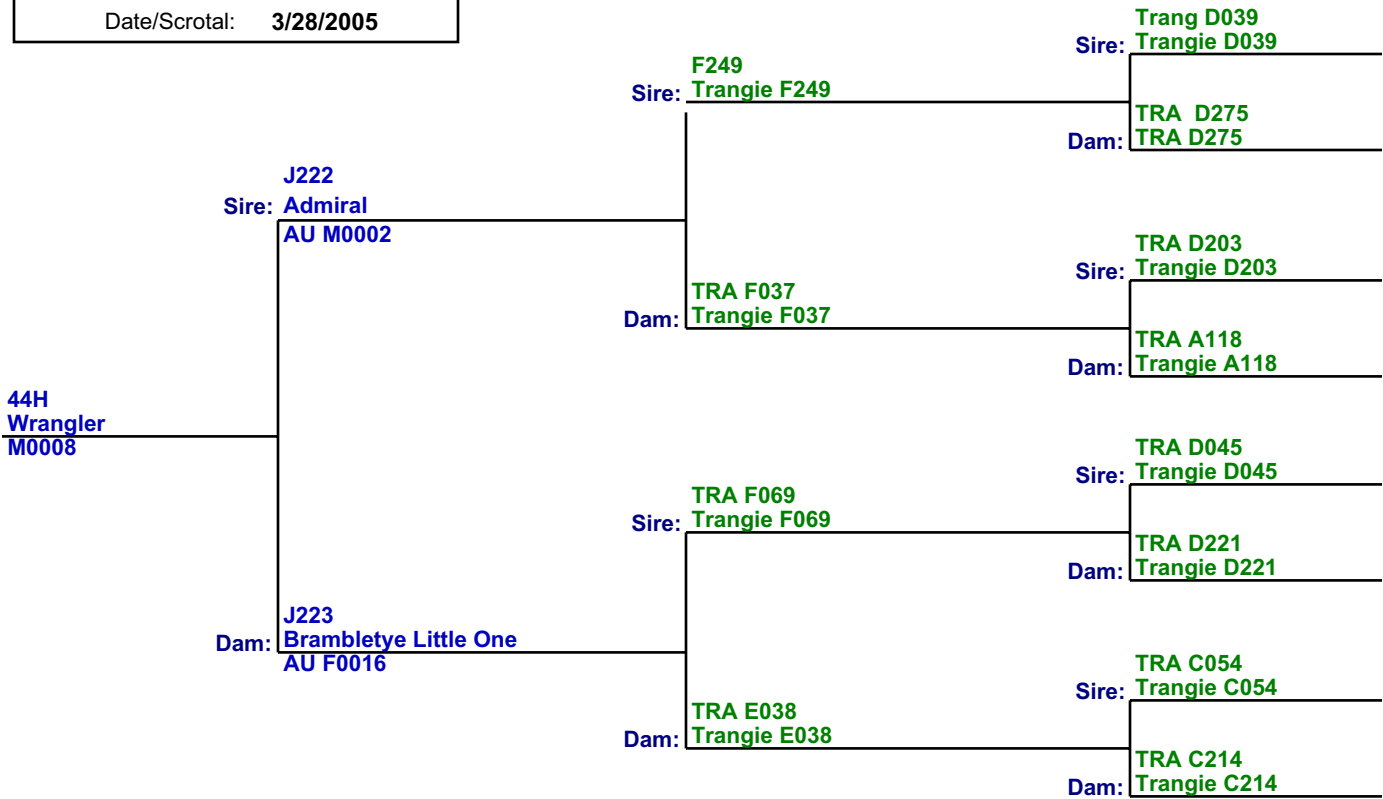 Date/Scrotal: 3/28/2005
Trang D039
Sire: Trangie D039
F249
Sire: Trangie F249
TRA D275
Dam: TRA D275
J222
Sire: Admiral
AU M0002
TRA D203
Sire: Trangie D203
TRA F037
Dam: Trangie F037
TRA A118
Dam: Trangie A118
44H
Wrangler
M0008
TRA D045
Sire: Trangie D045
TRA F069
Sire: Trangie F069
TRA D221
Dam: Trangie D221
J223
Dam: Brambletye Little One
AU F0016
TRA C054
Sire: Trangie C054
TRA E038
Dam: Trangie E038
TRA C214
Dam: Trangie C214